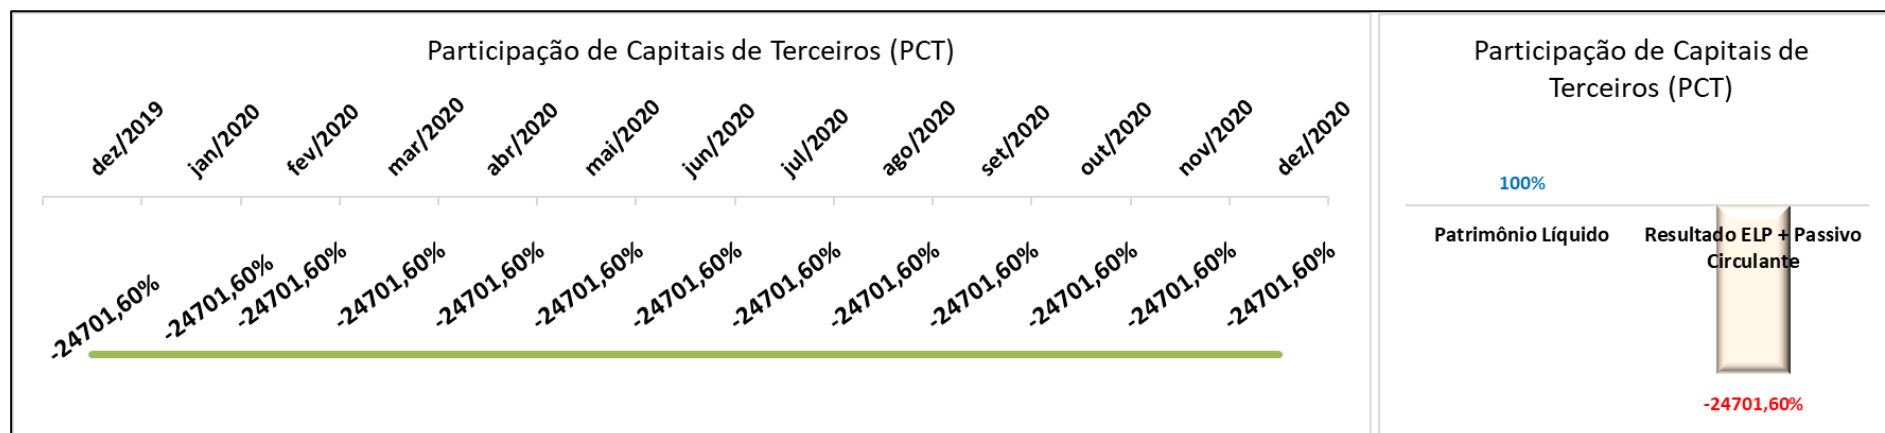 Participação de Capitais de Terceiros (PCT)
dez/2019
jan/2020
fev/2020
mar/2020
abr/2020
mai/2020
jun/2020
jul/2020
ago/2020
set/2020
out/2020
nov/2020
dez/2020
-24701,60%
-24701,60%
-24701,60%
-24701,60%
-24701,60%
-24701,60%
-24701,60%
-24701,60%
-24701,60%
-24701,60%
-24701,60%
-24701,60%
-24701,60%
Participação de Capitais de
Terceiros (PCT)
100%
Patrimônio Líquido
Resultado ELP + Passivo
Circulante
-24701,60%